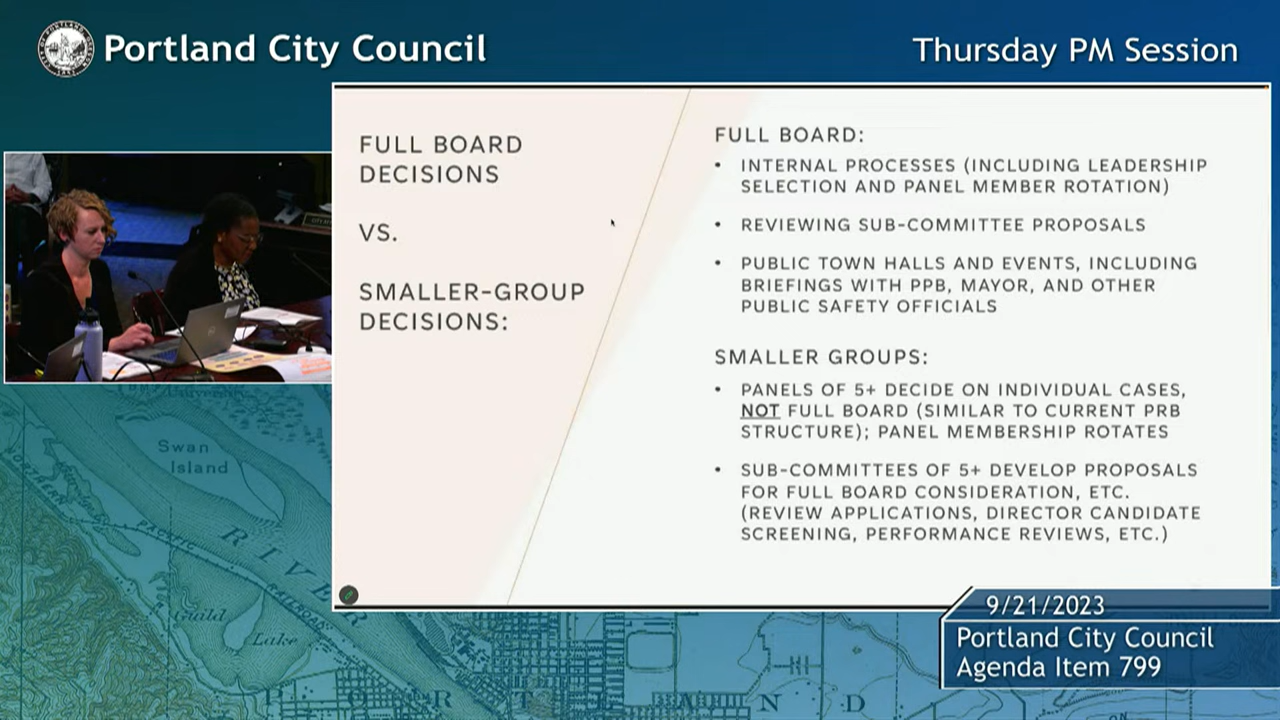 Portland City Council
Thursday PM Session
FULL BOARD
DECISIONS
VS.
SMALLER-GROUP
DECISIONS:
FULL BOARD:
• INTERNAL PROCESSES (INCLUDING LEADERSHIP
SELECTION AND PANEL MEMBER ROTATION)
• REVIEWING SUB-COMMITTEE PROPOSALS
• PUBLIC TOWN HALLS AND EVENTS, INCLUDING
BRIEFINGS WITH PPB, MAYOR, AND OTHER
PUBLIC SAFETY OFFICIALS
SMALLER GROUPS:
• PANELS OF 5+ DECIDE ON INDIVIDUAL CASES,
NOT FULL BOARD (SIMILAR TO CURRENT PRB
STRUCTURE); PANEL MEMBERSHIP ROTATES
• SUB-COMMITTEES OF 5+ DEVELOP PROPOSALS
FOR FULL BOARD CONSIDERATION, ETC.
(REVIEW APPLICATIONS, DIRECTOR CANDIDATE
SCREENING, PERFORMANCE REVIEWS, ETC.)
Swan
Island
NORTHERN
PACIFIC
RAILROAD
RIVER
Guild
Lake
9/21/2023
Portland City Council
Agenda Item 799